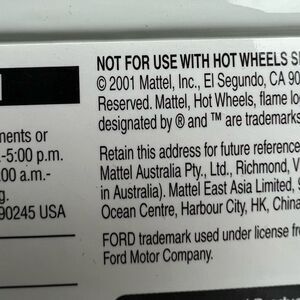 NOT FOR USE WITH HOT WHEELS
© 2001 Mattel, Inc., El Segundo, CA 90
Reserved. Mattel, Hot Wheels, flame lo
designated by ® and ™ are trademarks
ments or
-5:00 p.m.
:00 a.m.-
g.
90245 USA
Retain this address for future reference
Mattel Australia Pty., Ltd., Richmond, V
in Australia). Mattel East Asia Limited, 9
Ocean Centre, Harbour City, HK, China
FORD trademark used under license from
Ford Motor Company.